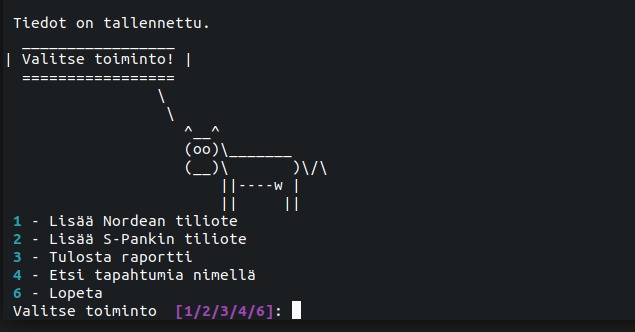 Tiedot on tallennettu.
  _________________
| Valitse toiminto! |
  =================
                 \
                  \
                    ^__^
                    (oo)\_______
                    (__)\       )\/\
                        ||----w |
                        ||     ||
1 - Lisää Nordean tiliote
2 - Lisää S-Pankin tiliote
3 - Tulosta raportti
4 - Etsi tapahtumia nimellä
6 - Lopeta
Valitse toiminto  [1/2/3/4/6]: